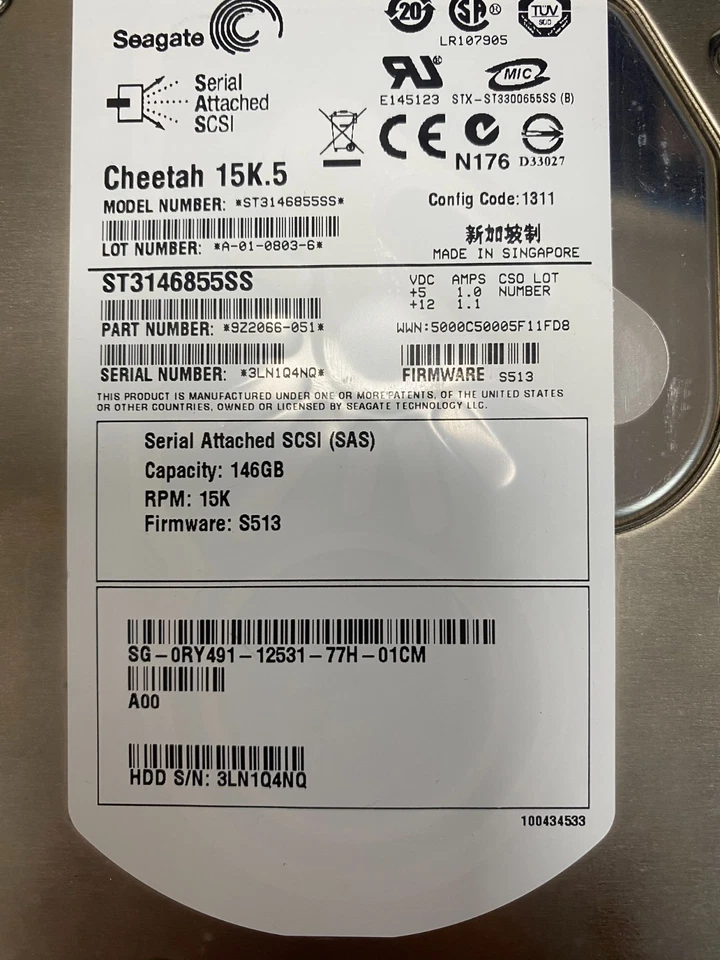 Seagate
20
SP®
TÜV
SÜD
LR107905
Serial
Attached
SCSI
RU®
MIC
E145123 STX-ST3300655SS (B)
CE
N176 D33027
Cheetah 15K.5
MODEL NUMBER: *ST3146855SS*
Config Code:1311
LOT NUMBER: *A-01-0803-6*
新加坡制
MADE IN SINGAPORE
ST3146855SS
VDC AMPS CSO LOT
+5 1.0 NUMBER
+12 1.1
PART NUMBER: *9Z2066-051*
WWN:5000C50005F11FD8
SERIAL NUMBER: *3LN1Q4NQ*
FIRMWARE S513
THIS PRODUCT IS MANUFACTURED UNDER ONE OR MORE PATENTS, OF THE UNITED STATES
OR OTHER COUNTRIES, OWNED OR LICENSED BY SEAGATE TECHNOLOGY LLC.
Serial Attached SCSI (SAS)
Capacity: 146GB
RPM: 15K
Firmware: S513
SG-0RY491-12531-77H-01CM
A00
HDD S/N: 3LN1Q4NQ
100434533